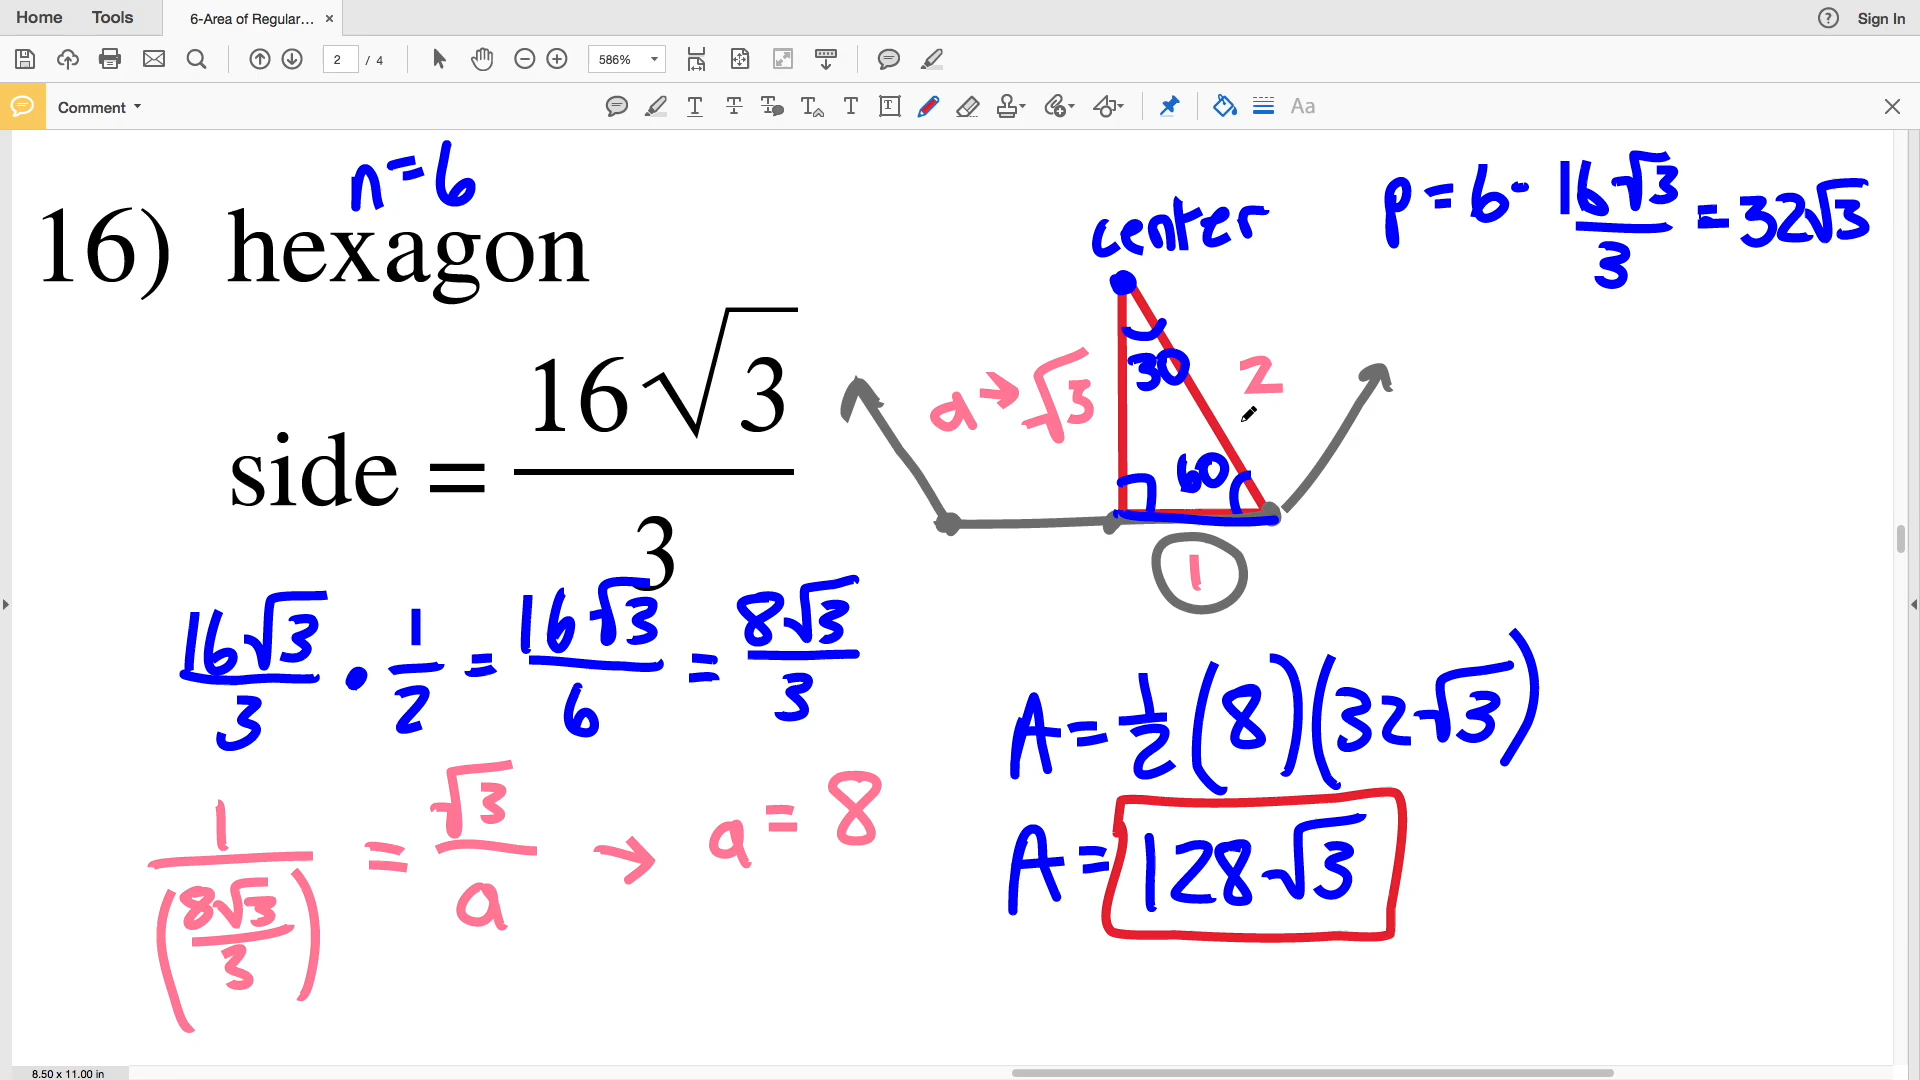 Home Tools 6-Area of Regular... × Sign In
2 / 4 586%
Comment Aa
n=6
16) hexagon
side = 16√3 / 3
center
p = 6 · 16√3 / 3 = 32√3
30
60
a → √3
2
1
16√3 / 3 · 1/2 = 16√3 / 6 = 8√3 / 3
1 / (8√3 / 3) = √3 / a → a = 8
A = 1/2 (8)(32√3)
A = 128√3
8.50 x 11.00 in